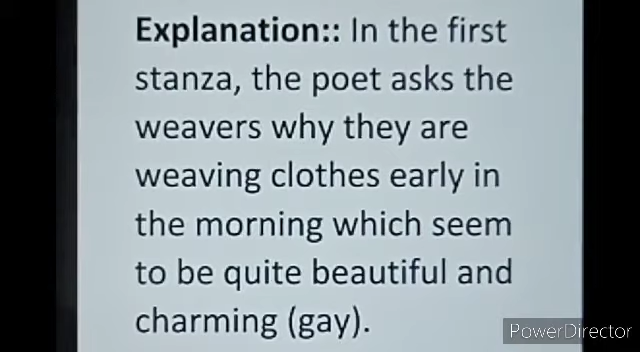 Explanation:: In the first
stanza, the poet asks the
weavers why they are
weaving clothes early in
the morning which seem
to be quite beautiful and
charming (gay).
PowerDirector